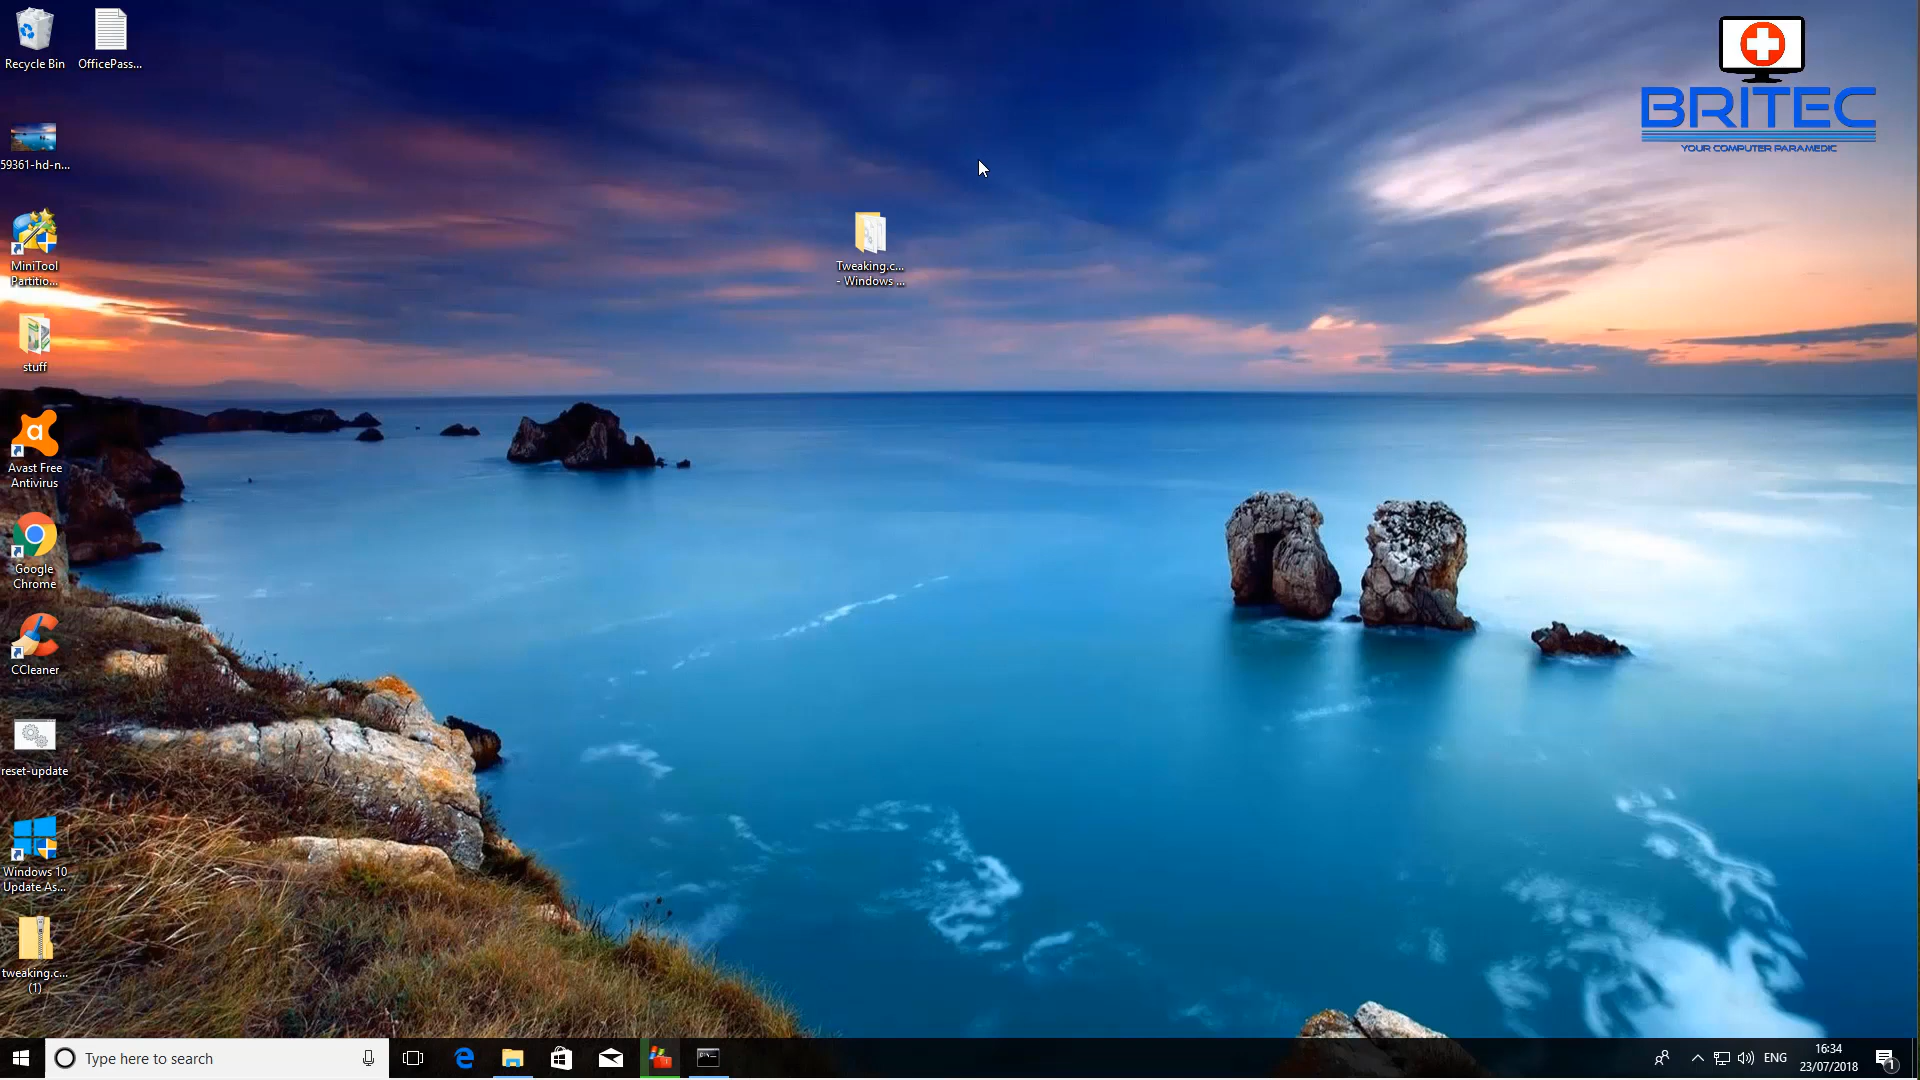 Recycle Bin
OfficePass...
BRITEC
YOUR COMPUTER PARAMEDIC
59361-hd-n...
MiniTool
Partitio...
Tweaking.c...
- Windows ...
stuff
a
Avast Free
Antivirus
Google
Chrome
CCleaner
reset-update
Windows 10
Update As...
tweaking.c...
(1)
Type here to search
ENG
16:34
23/07/2018
1